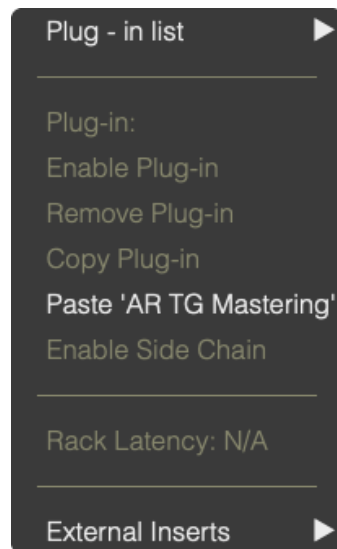 Plug - in list
Plug-in:
Enable Plug-in
Remove Plug-in
Copy Plug-in
Paste 'AR TG Mastering'
Enable Side Chain
Rack Latency: N/A
External Inserts